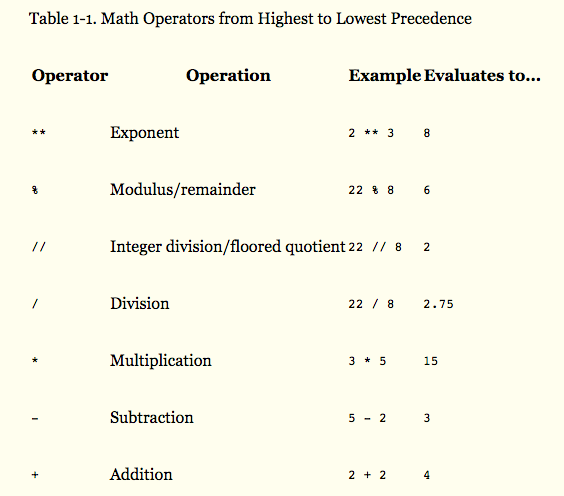 Table 1-1. Math Operators from Highest to Lowest Precedence
Operator Operation Example Evaluates to...
** Exponent 2 ** 3 8
% Modulus/remainder 22 % 8 6
// Integer division/floored quotient 22 // 8 2
/ Division 22 / 8 2.75
* Multiplication 3 * 5 15
- Subtraction 5 - 2 3
+ Addition 2 + 2 4